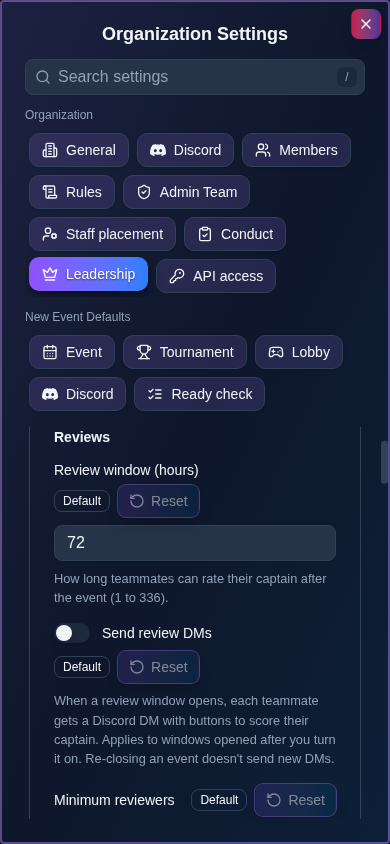 Organization Settings
Search settings /
Organization
General Discord Members
Rules Admin Team
Staff placement Conduct
Leadership API access
New Event Defaults
Event Tournament Lobby
Discord Ready check
Reviews
Review window (hours)
Default Reset
72
How long teammates can rate their captain after
the event (1 to 336).
Send review DMs
Default Reset
When a review window opens, each teammate
gets a Discord DM with buttons to score their
captain. Applies to windows opened after you turn
it on. Re-closing an event doesn't send new DMs.
Minimum reviewers Default Reset